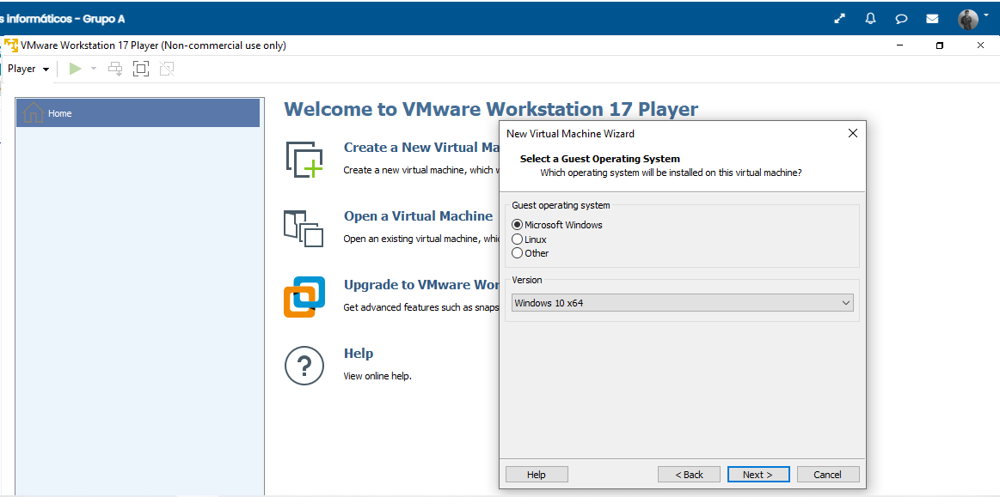 s informáticos - Grupo A
VMware Workstation 17 Player (Non-commercial use only)
Player
Home
Welcome to VMware Workstation 17 Player
Create a New Virtual Ma
Create a new virtual machine, which
Open a Virtual Machine
Open an existing virtual machine, whic
Upgrade to VMware Wor
Get advanced features such as snaps
Help
View online help.
New Virtual Machine Wizard
Select a Guest Operating System
Which operating system will be installed on this virtual machine?
Guest operating system
Microsoft Windows
Linux
Other
Version
Windows 10 x64
Help
< Back
Next >
Cancel